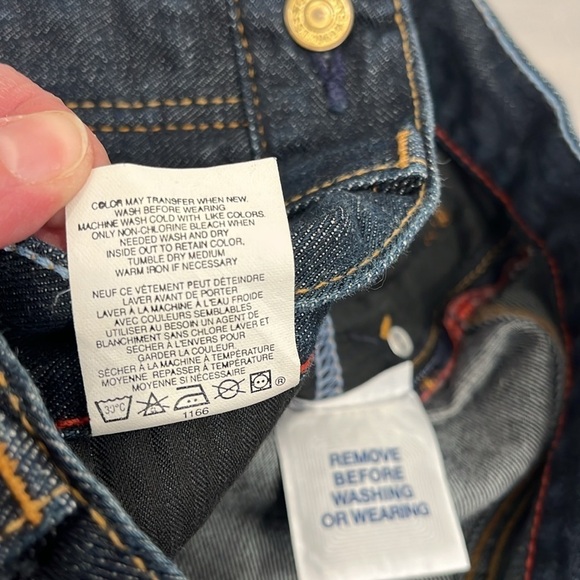 COLOR MAY TRANSFER WHEN NEW.
WASH BEFORE WEARING
MACHINE WASH COLD WITH LIKE COLORS.
ONLY NON-CHLORINE BLEACH WHEN
NEEDED WASH AND DRY
INSIDE OUT TO RETAIN COLOR,
TUMBLE DRY MEDIUM
WARM IRON IF NECESSARY
NEUF CE VÊTEMENT PEUT DÉTEINDRE
LAVER AVANT DE PORTER
LAVER À LA MACHINE À L'EAU FROIDE
AVEC COULEURS SEMBLABLES
UTILISER AU BESOIN UN AGENT DE
BLANCHIMENT SANS CHLORE LAVER ET
SÉCHER À L'ENVERS POUR
GARDER LA COULEUR.
SÈCHER À LA MACHINE À TEMPÉRATURE
MOYENNE REPASSER À TEMPÉRATURE
MOYENNE SI NÉCESSAIRE
30°C
®
1166
REMOVE
BEFORE
WASHING
OR WEARING